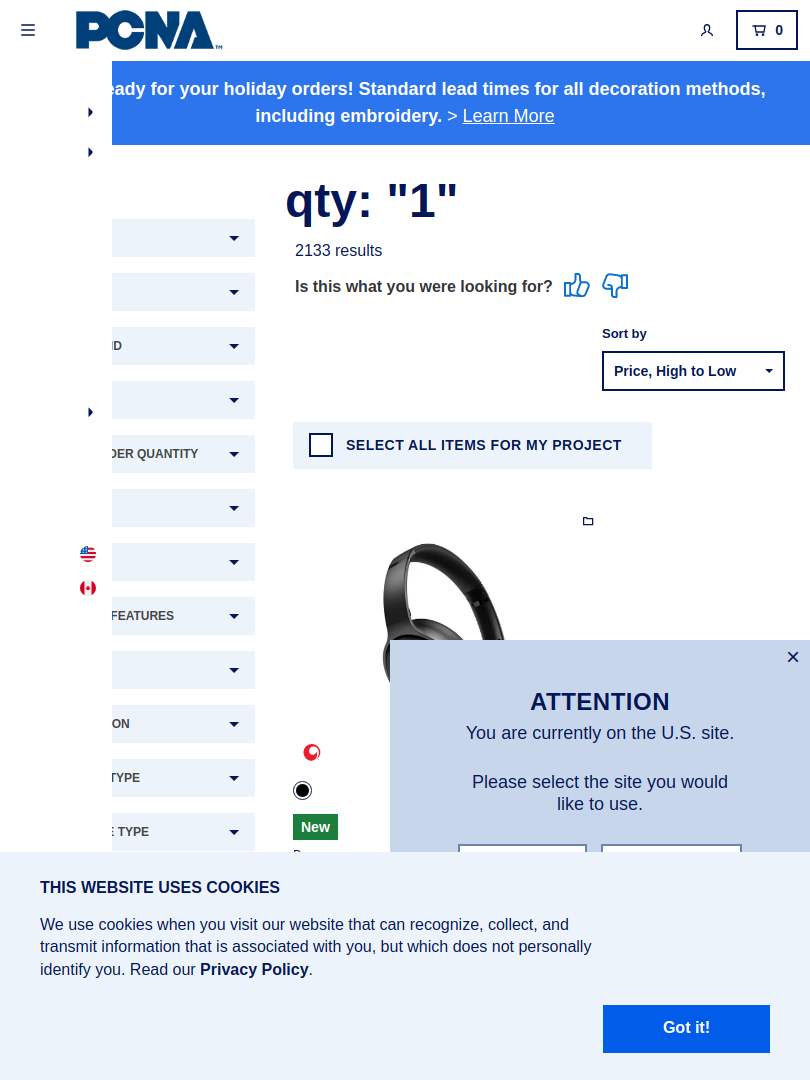 PCNA™
0
eady for your holiday orders! Standard lead times for all decoration methods,
including embroidery. > Learn More
qty: "1"
2133 results
Is this what you were looking for?
Sort by
Price, High to Low
SELECT ALL ITEMS FOR MY PROJECT
DER QUANTITY
FEATURES
ON
TYPE
E TYPE
New
×
ATTENTION
You are currently on the U.S. site.
Please select the site you would
like to use.
THIS WEBSITE USES COOKIES
We use cookies when you visit our website that can recognize, collect, and
transmit information that is associated with you, but which does not personally
identify you. Read our Privacy Policy.
Got it!